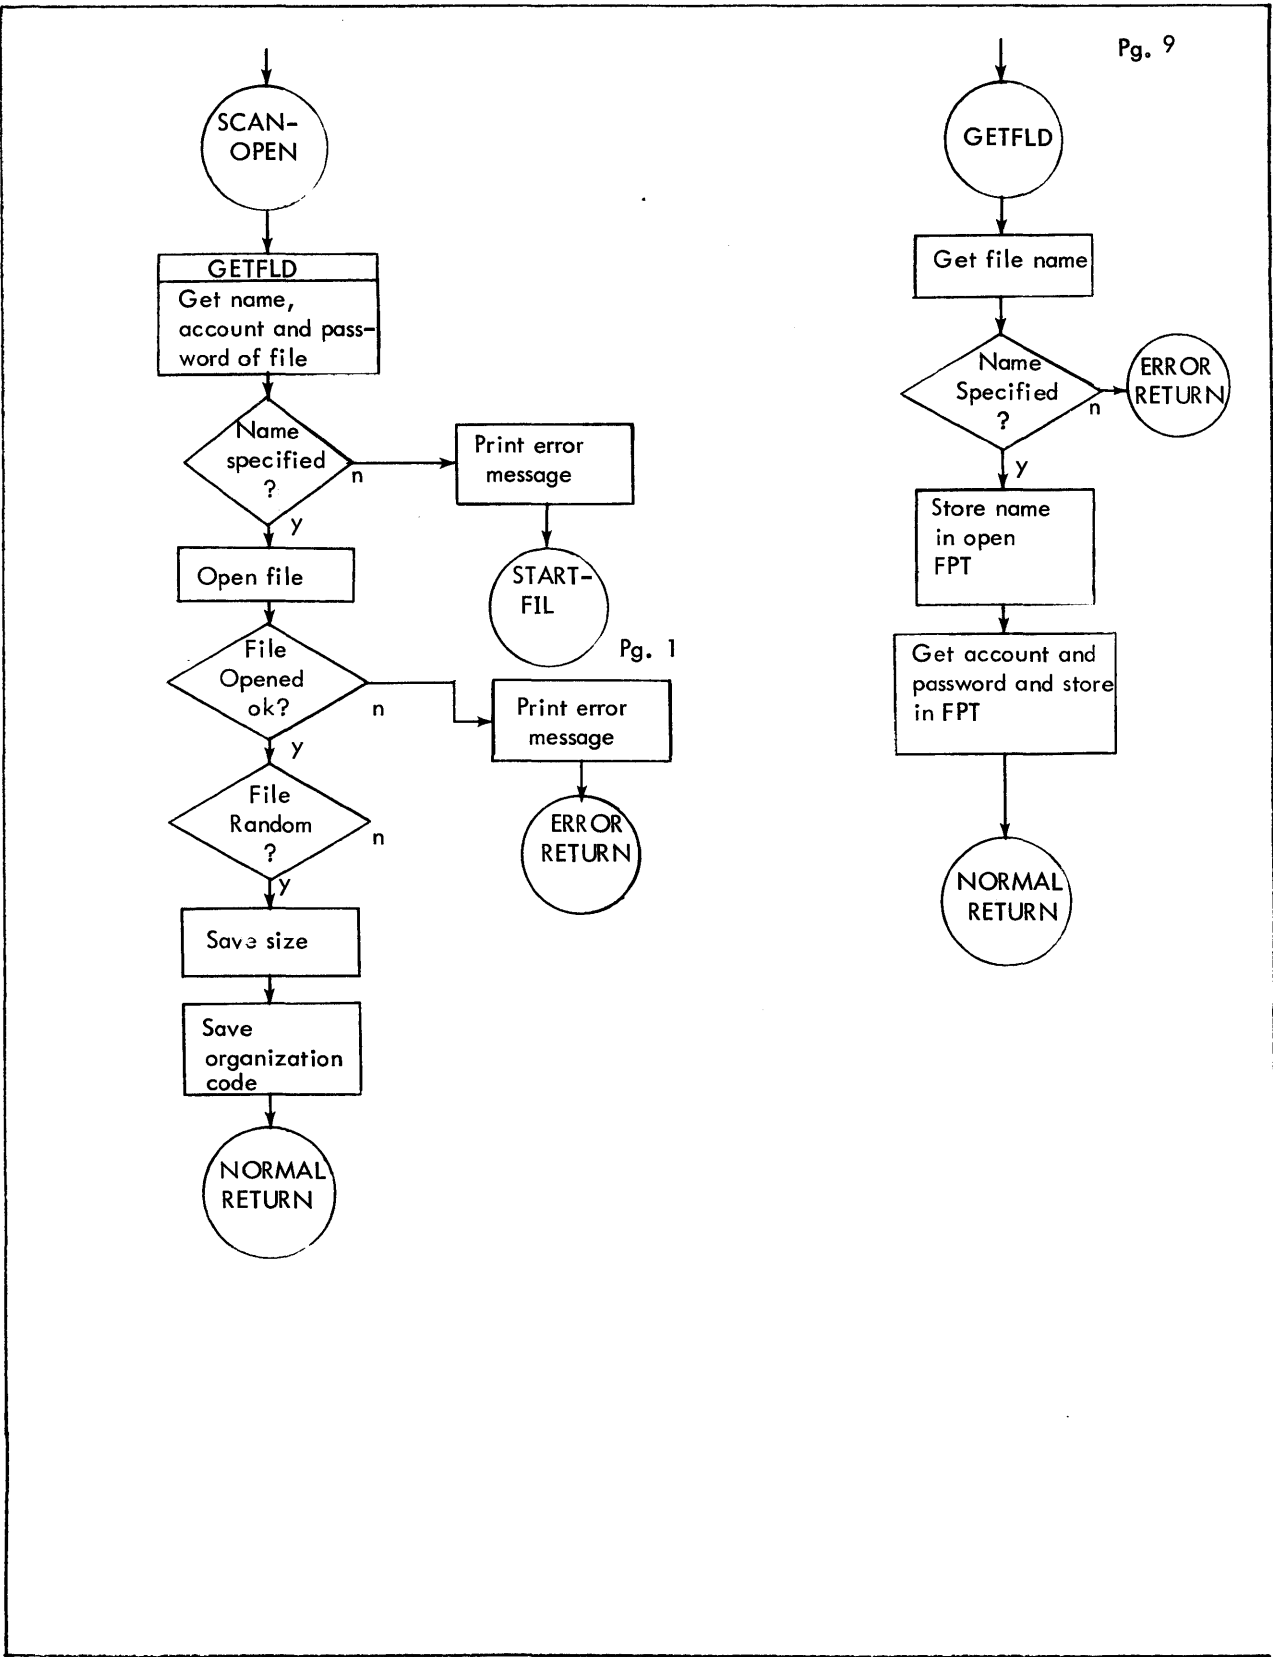 Pg. 9
SCAN-
OPEN
GETFLD
Get name,
account and pass-
word of file
Name
specified
?
n
y
Print error
message
START-
FIL
Pg. 1
Open file
File
Opened
ok?
n
y
Print error
message
ERROR
RETURN
File
Random
?
n
y
Save size
Save
organization
code
NORMAL
RETURN
GETFLD
Get file name
Name
Specified
?
n
y
ERROR
RETURN
Store name
in open
FPT
Get account and
password and store
in FPT
NORMAL
RETURN